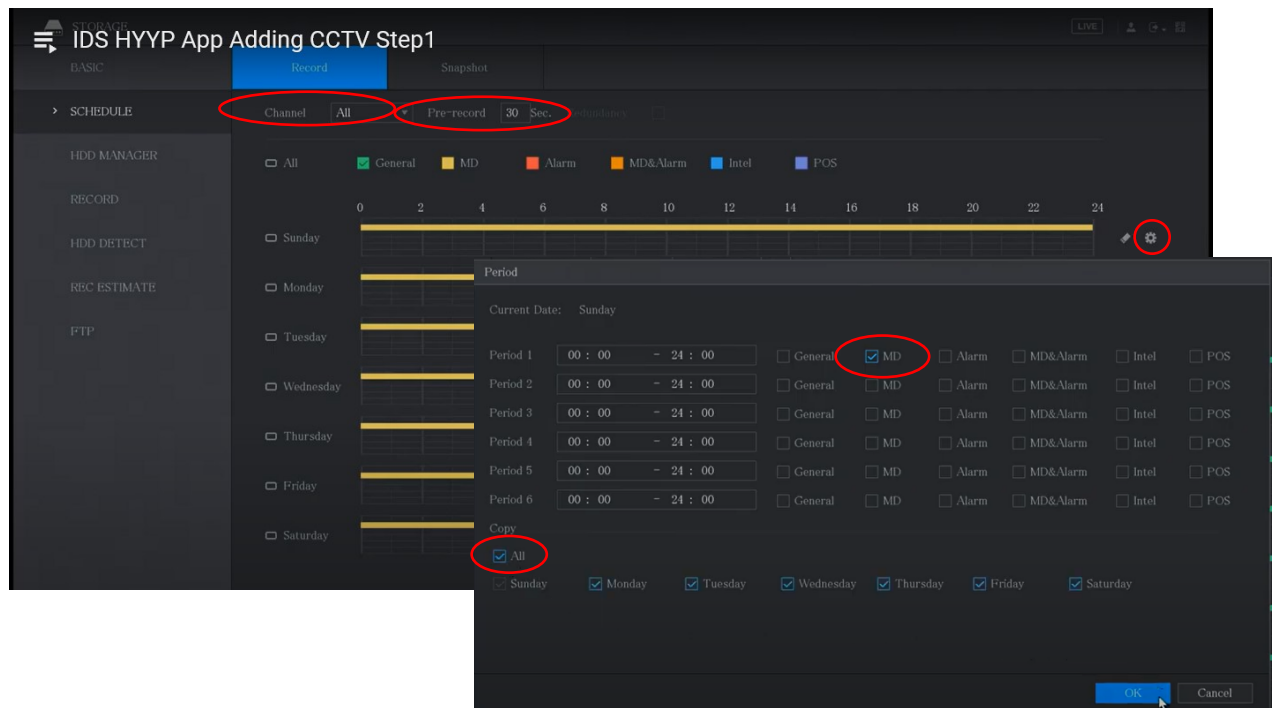 STORAGE
IDS HYYP App Adding CCTV Step1
LIVE
BASIC
Record
Snapshot
SCHEDULE
Channel All Pre-record 30 Sec. Redundancy
HDD MANAGER
All General MD Alarm MD&Alarm Intel POS
RECORD
0 2 4 6 8 10 12 14 16 18 20 22 24
HDD DETECT
Sunday
REC ESTIMATE
Monday
FTP
Tuesday
Wednesday
Thursday
Friday
Saturday
Period
Current Date: Sunday
Period 1 00 : 00 - 24 : 00 General MD Alarm MD&Alarm Intel POS
Period 2 00 : 00 - 24 : 00 General MD Alarm MD&Alarm Intel POS
Period 3 00 : 00 - 24 : 00 General MD Alarm MD&Alarm Intel POS
Period 4 00 : 00 - 24 : 00 General MD Alarm MD&Alarm Intel POS
Period 5 00 : 00 - 24 : 00 General MD Alarm MD&Alarm Intel POS
Period 6 00 : 00 - 24 : 00 General MD Alarm MD&Alarm Intel POS
Copy
All
Sunday Monday Tuesday Wednesday Thursday Friday Saturday
OK Cancel